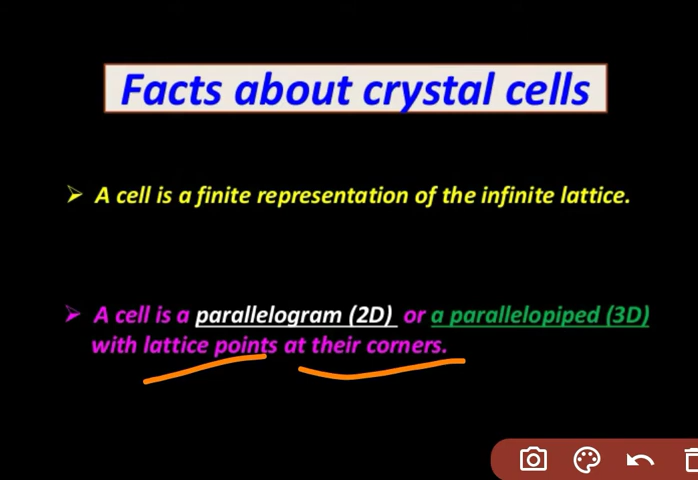 Facts about crystal cells
➢ A cell is a finite representation of the infinite lattice.
➢ A cell is a parallelogram (2D) or a parallelopiped (3D)
with lattice points at their corners.